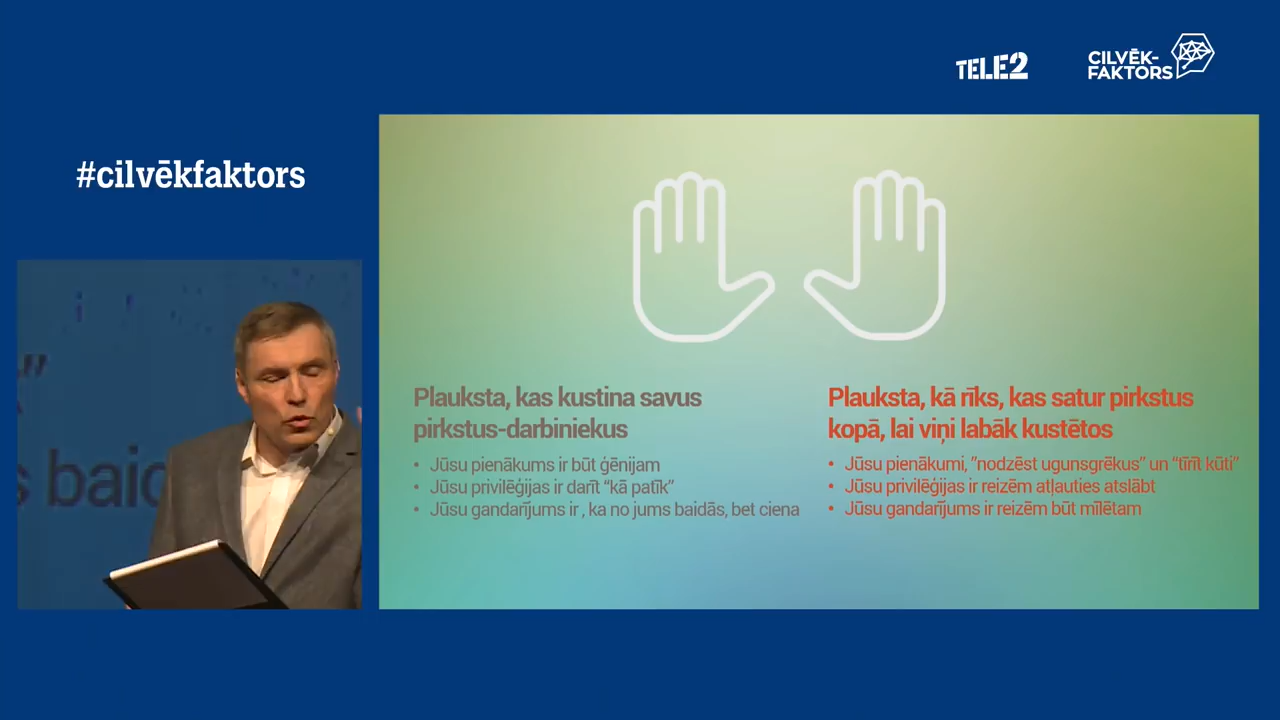 TELE2
CILVĒK-
FAKTORS
#cilvēkfaktors
s baid
Plauksta, kas kustina savus
pirkstus-darbiniekus
• Jūsu pienākums ir būt ģēnijam
• Jūsu privilēģijas ir darīt “kā patīk”
• Jūsu gandarījums ir , ka no jums baidās, bet ciena
Plauksta, kā rīks, kas satur pirkstus
kopā, lai viņi labāk kustētos
• Jūsu pienākumi, “nodzēst ugunsgrēkus” un “tīrīt kūti”
• Jūsu privilēģijas ir reizēm atļauties atslābt
• Jūsu gandarījums ir reizēm būt mīlētam